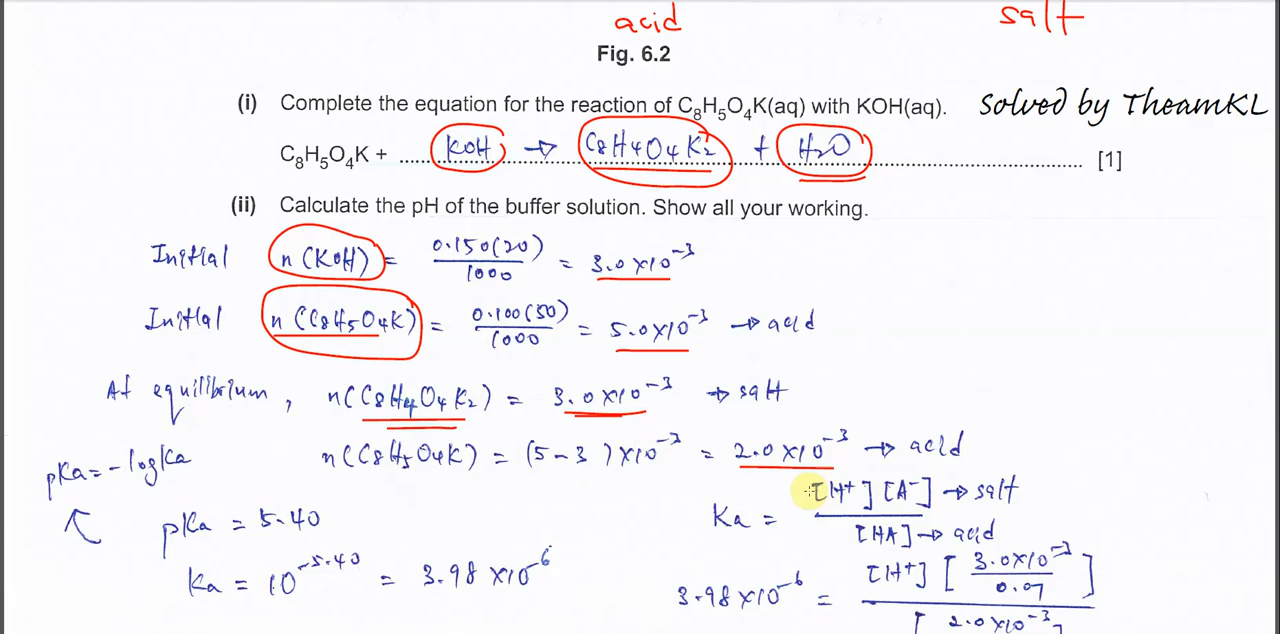 acid salt
Fig. 6.2
(i) Complete the equation for the reaction of C₈H₅O₄K(aq) with KOH(aq). Solved by TheamKL
C₈H₅O₄K + ...... KOH → C8H4O4K2 + H2O ...... [1]
(ii) Calculate the pH of the buffer solution. Show all your working.
Initial n(KOH) = 0.150(20)/1000 = 3.0×10⁻³
Initial n(C8H5O4K) = 0.100(50)/1000 = 5.0×10⁻³ → acid
At equilibrium, n(C8H4O4K2) = 3.0×10⁻³ → salt
n(C8H5O4K) = (5-3)×10⁻³ = 2.0×10⁻³ → acid
pKa = -logKa
pKa = 5.40
Ka = 10⁻⁵·⁴⁰ = 3.98×10⁻⁶
Ka = [H⁺][A⁻] → salt / [HA] → acid
3.98×10⁻⁶ = [H⁺][3.0×10⁻³/0.07] / [2.0×10⁻³]